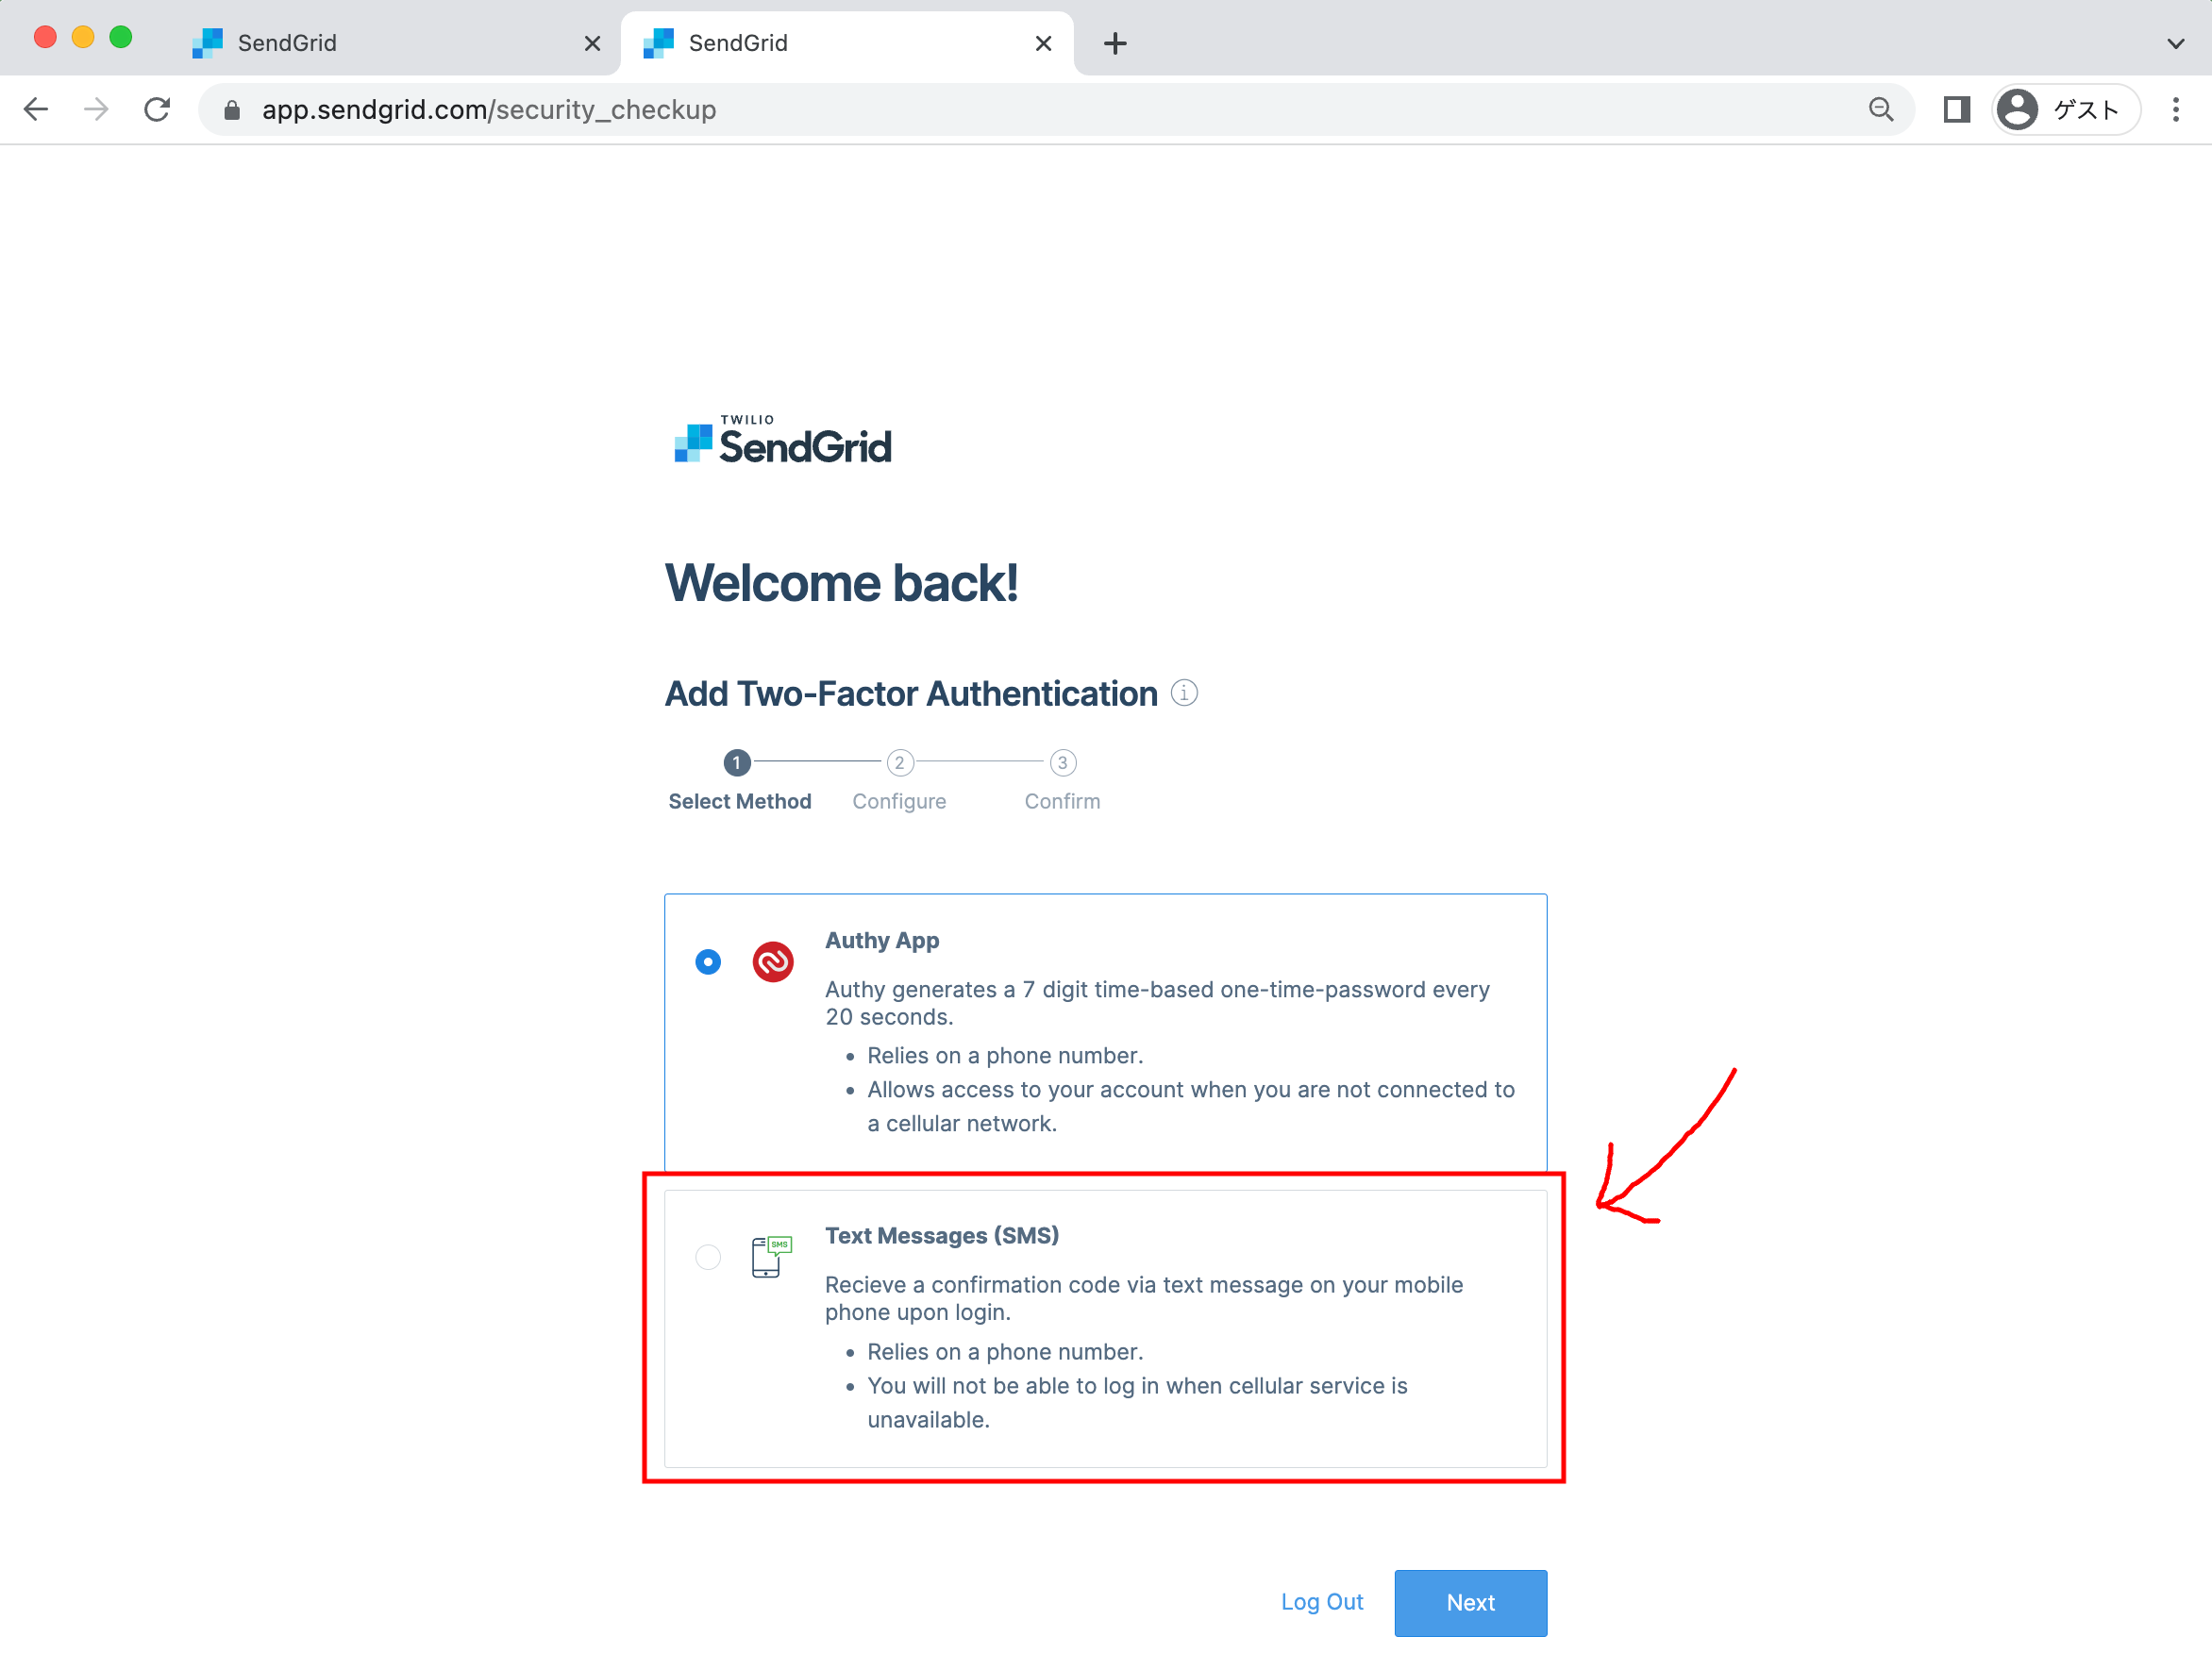 SendGrid
SendGrid
app.sendgrid.com/security_checkup
ゲスト
TWILIO
SendGrid
Welcome back!
Add Two-Factor Authentication i
1 2 3
Select Method Configure Confirm
Authy App
Authy generates a 7 digit time-based one-time-password every
20 seconds.
• Relies on a phone number.
• Allows access to your account when you are not connected to
a cellular network.
SMS
Text Messages (SMS)
Recieve a confirmation code via text message on your mobile
phone upon login.
• Relies on a phone number.
• You will not be able to log in when cellular service is
unavailable.
Log Out Next